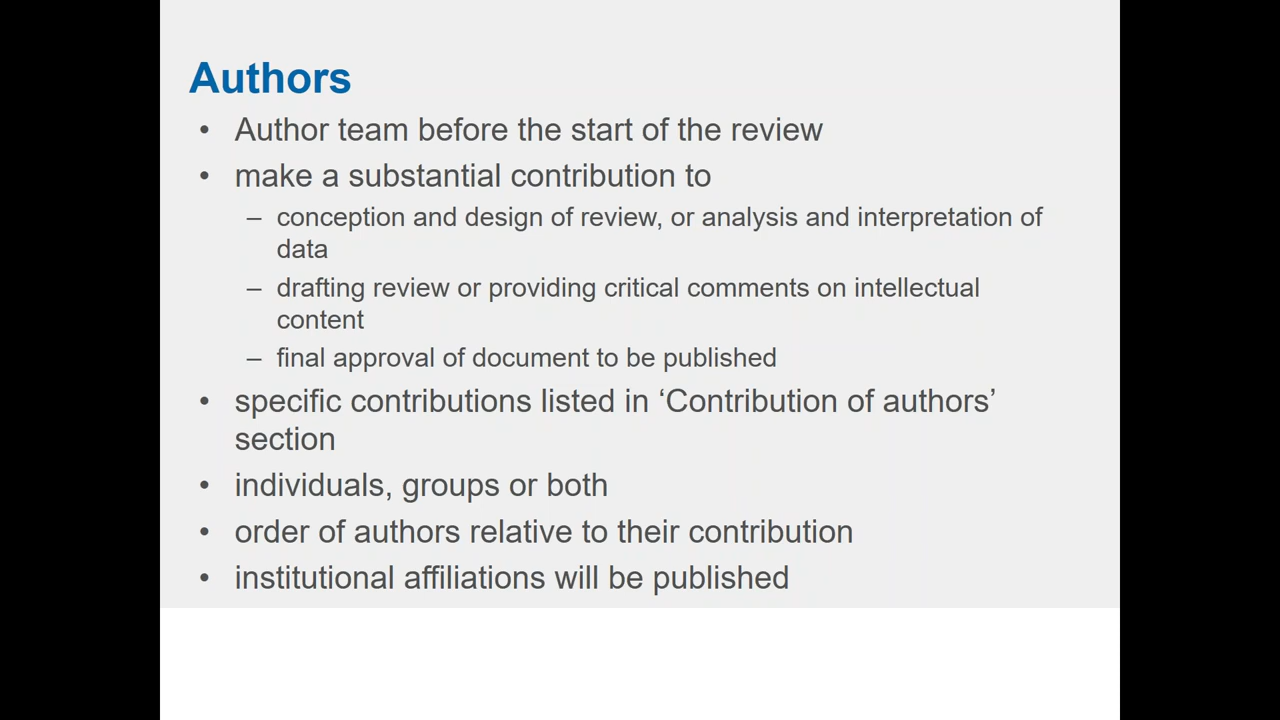 Authors
• Author team before the start of the review
• make a substantial contribution to
– conception and design of review, or analysis and interpretation of
data
– drafting review or providing critical comments on intellectual
content
– final approval of document to be published
• specific contributions listed in ‘Contribution of authors’
section
• individuals, groups or both
• order of authors relative to their contribution
• institutional affiliations will be published